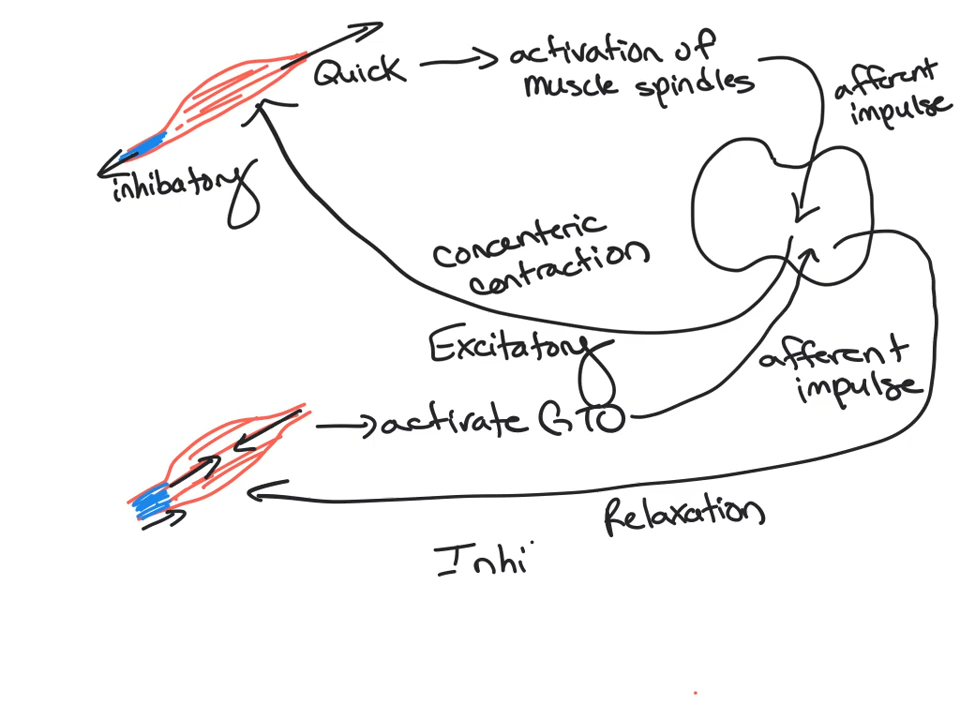 Quick
activation of
muscle spindles
afferent
impulse
inhibatory
concenteric
contraction
Excitatory
afferent
impulse
activate GTO
Relaxation
Inhi